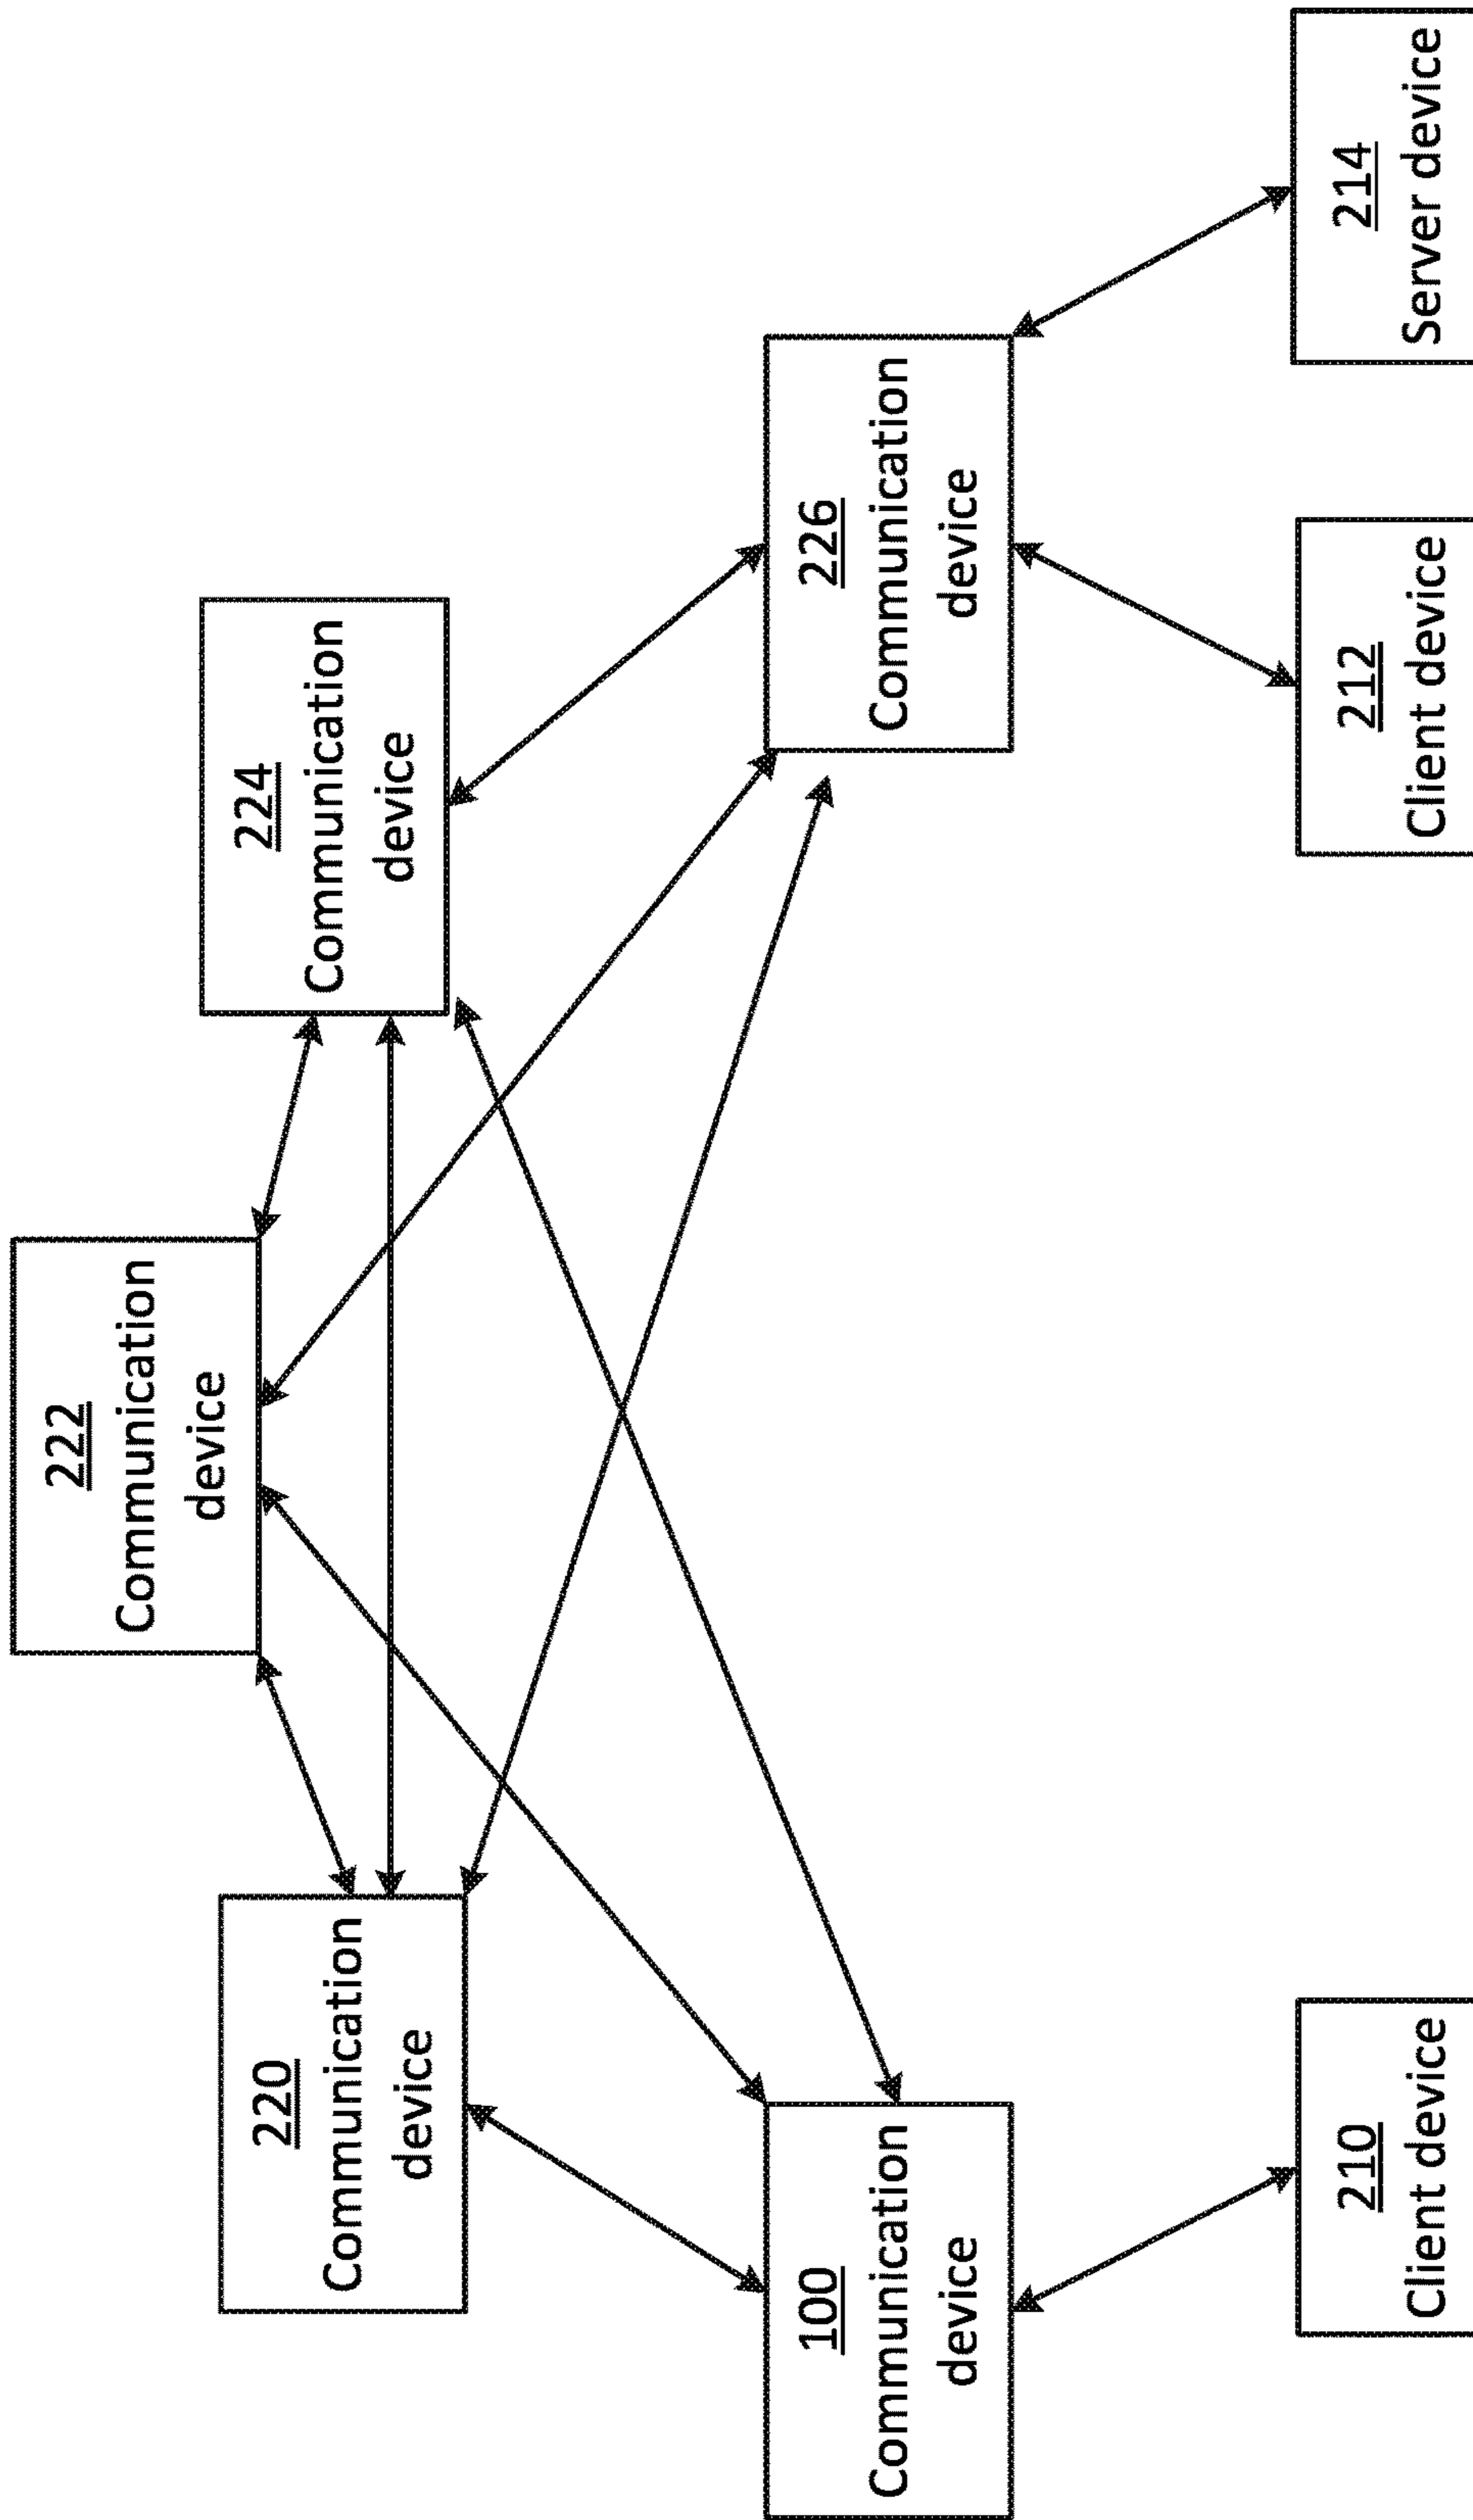 222
Communication
device
220
Communication
device
224
Communication
device
100
Communication
device
226
Communication
device
210
Client device
212
Client device
214
Server device